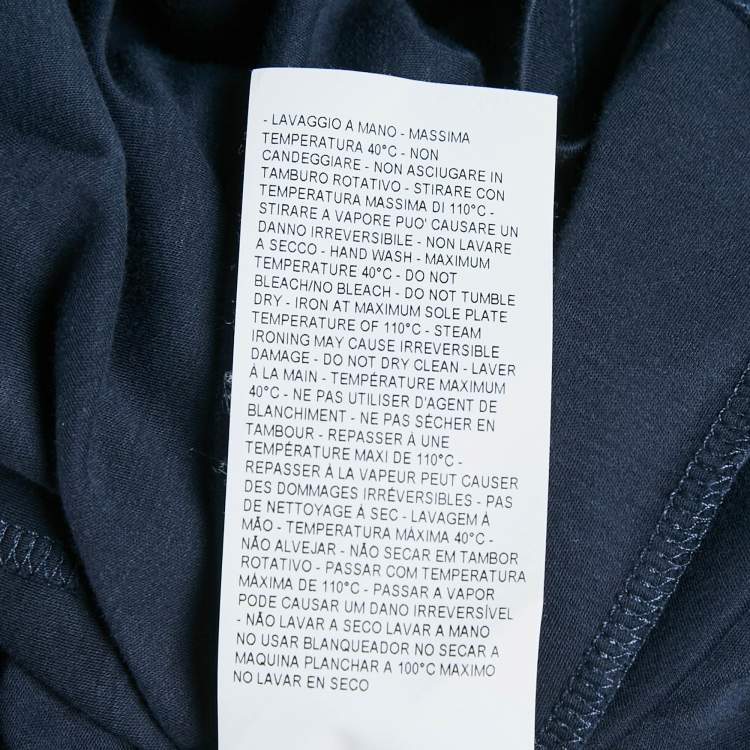 - LAVAGGIO A MANO - MASSIMA
TEMPERATURA 40°C - NON
CANDEGGIARE - NON ASCIUGARE IN
TAMBURO ROTATIVO - STIRARE CON
TEMPERATURA MASSIMA DI 110°C -
STIRARE A VAPORE PUO' CAUSARE UN
DANNO IRREVERSIBILE - NON LAVARE
A SECCO - HAND WASH - MAXIMUM
TEMPERATURE 40°C - DO NOT
BLEACH/NO BLEACH - DO NOT TUMBLE
DRY - IRON AT MAXIMUM SOLE PLATE
TEMPERATURE OF 110°C - STEAM
IRONING MAY CAUSE IRREVERSIBLE
DAMAGE - DO NOT DRY CLEAN - LAVER
À LA MAIN - TEMPÉRATURE MAXIMUM
40°C - NE PAS UTILISER D'AGENT DE
BLANCHIMENT - NE PAS SÈCHER EN
TAMBOUR - REPASSER À UNE
TEMPÉRATURE MAXI DE 110°C -
REPASSER À LA VAPEUR PEUT CAUSER
DES DOMMAGES IRRÉVERSIBLES - PAS
DE NETTOYAGE À SEC - LAVAGEM À
MÃO - TEMPERATURA MÀXIMA 40°C -
NÃO ALVEJAR - NÃO SECAR EM TAMBOR
ROTATIVO - PASSAR COM TEMPERATURA
MÀXIMA DE 110°C - PASSAR A VAPOR
PODE CAUSAR UM DANO IRREVERSÍVEL
- NÃO LAVAR A SECO LAVAR A MANO
NO USAR BLANQUEADOR NO SECAR A
MAQUINA PLANCHAR A 100°C MAXIMO
NO LAVAR EN SECO